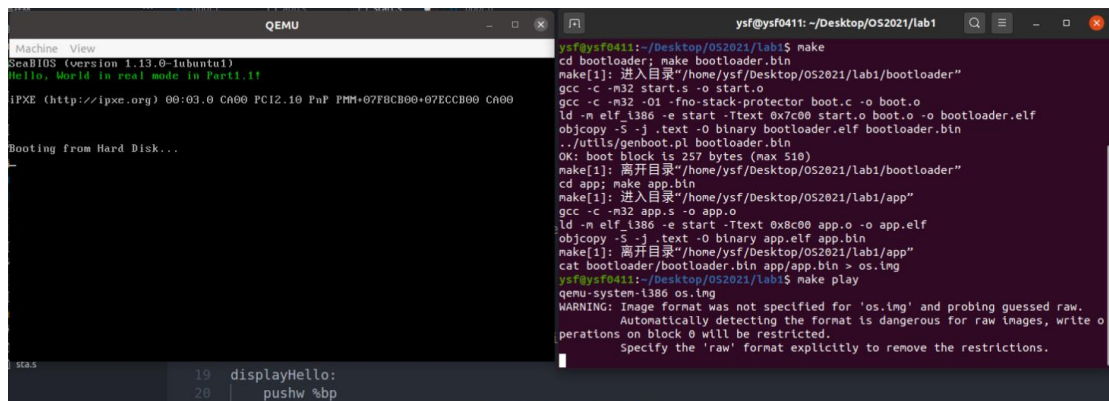 QEMU
Machine View
SeaBIOS (version 1.13.0-1ubuntu1)
Hello, World in real mode in Part1.1!
iPXE (http://ipxe.org) 00:03.0 CA00 PCI2.10 PnP PMM+07F8CB00+07ECCB00 CA00
Booting from Hard Disk...
ysf@ysf0411: ~/Desktop/OS2021/lab1
ysf@ysf0411:~/Desktop/OS2021/lab1$ make
cd bootloader; make bootloader.bin
make[1]: 进入目录“/home/ysf/Desktop/OS2021/lab1/bootloader”
gcc -c -m32 start.s -o start.o
gcc -c -m32 -O1 -fno-stack-protector boot.c -o boot.o
ld -m elf_i386 -e start -Ttext 0x7c00 start.o boot.o -o bootloader.elf
objcopy -S -j .text -O binary bootloader.elf bootloader.bin
../utils/genboot.pl bootloader.bin
OK: boot block is 257 bytes (max 510)
make[1]: 离开目录“/home/ysf/Desktop/OS2021/lab1/bootloader”
cd app; make app.bin
make[1]: 进入目录“/home/ysf/Desktop/OS2021/lab1/app”
gcc -c -m32 app.s -o app.o
ld -m elf_i386 -e start -Ttext 0x8c00 app.o -o app.elf
objcopy -S -j .text -O binary app.elf app.bin
make[1]: 离开目录“/home/ysf/Desktop/OS2021/lab1/app”
cat bootloader/bootloader.bin app/app.bin > os.img
ysf@ysf0411:~/Desktop/OS2021/lab1$ make play
qemu-system-i386 os.img
WARNING: Image format was not specified for 'os.img' and probing guessed raw.
Automatically detecting the format is dangerous for raw images, write o
perations on block 0 will be restricted.
Specify the 'raw' format explicitly to remove the restrictions.
sta.s
19 displayHello:
20 pushw %bp